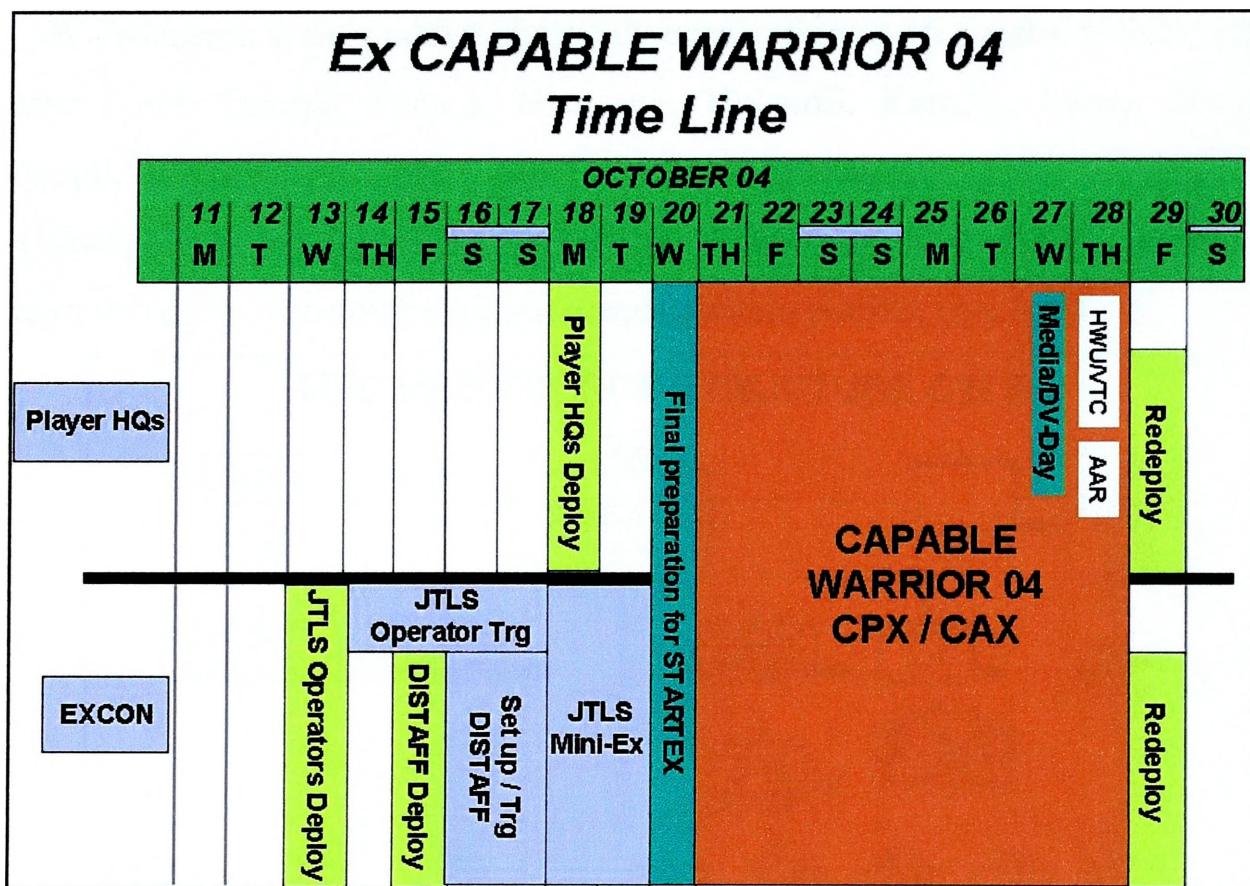 Ex CAPABLE WARRIOR 04
Time Line
OCTOBER 04
11 12 13 14 15 16 17 18 19 20 21 22 23 24 25 26 27 28 29 30
M T W TH F S S M T W TH F S S M T W TH F S
Player HQs
Player HQs Deploy
Final preparation for STARTEX
Media/DV-Day
HWU/VTC
AAR
Redeploy
CAPABLE
WARRIOR 04
CPX / CAX
EXCON
JTLS Operators Deploy
JTLS
Operator Trg
DISTAFF Deploy
Set up / Trg
DISTAFF
JTLS
Mini-Ex
Redeploy